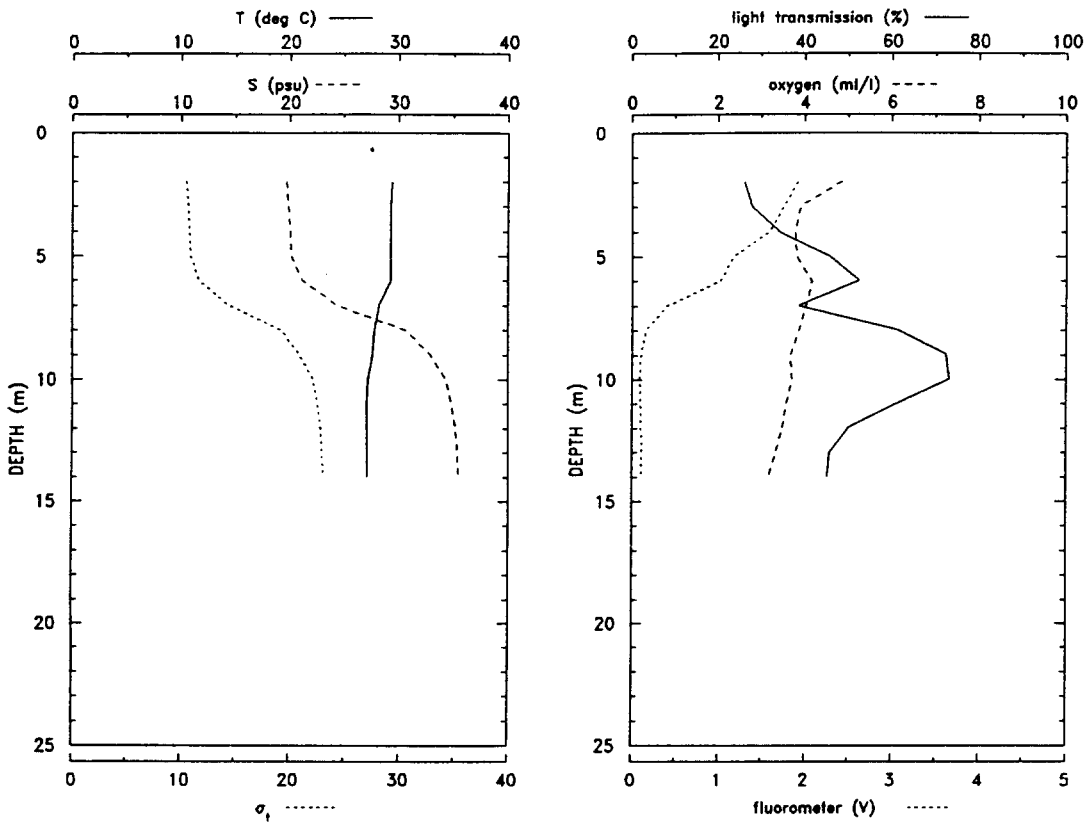 T (deg C)
0 10 20 30 40
S (psu)
0 10 20 30 40
0
5
10
15
20
25
DEPTH (m)
0 10 20 30 40
σt
light transmission (%)
0 20 40 60 80 100
oxygen (ml/l)
0 2 4 6 8 10
0
5
10
15
20
25
DEPTH (m)
0 1 2 3 4 5
fluorometer (V)